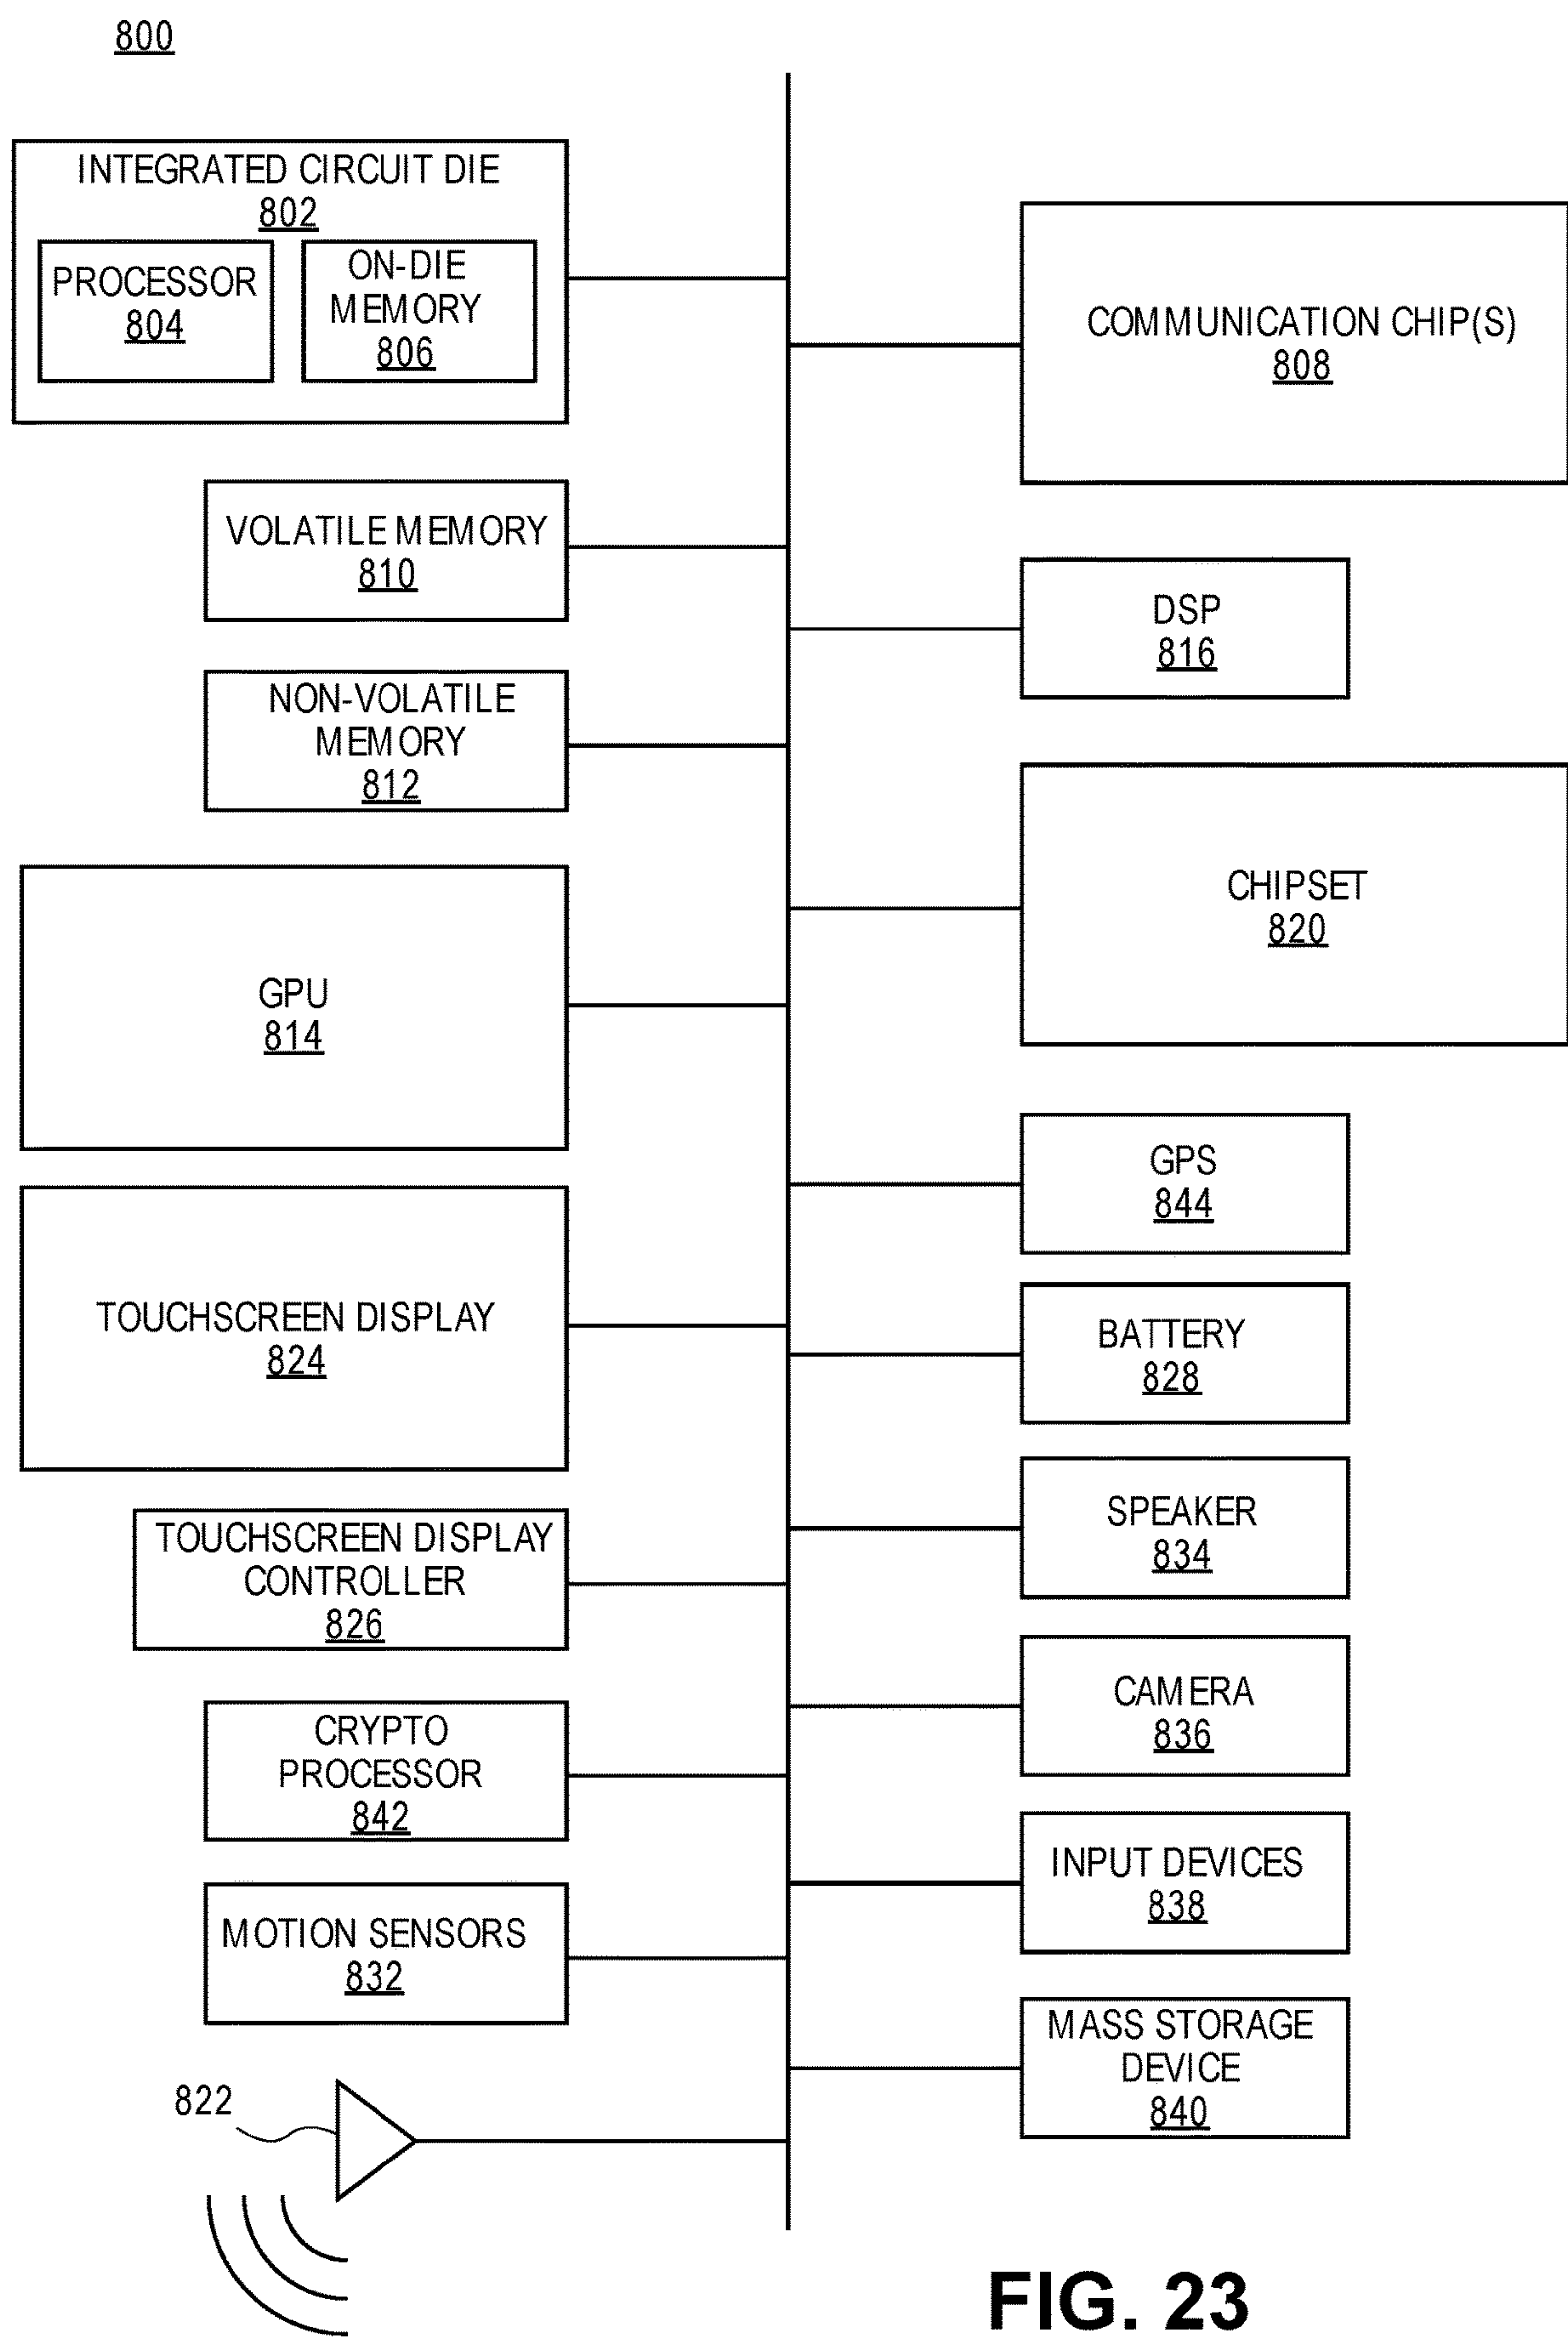 800
INTEGRATED CIRCUIT DIE
802
PROCESSOR
804
ON-DIE
MEMORY
806
COMMUNICATION CHIP(S)
808
VOLATILE MEMORY
810
DSP
816
NON-VOLATILE
MEMORY
812
CHIPSET
820
GPU
814
GPS
844
TOUCHSCREEN DISPLAY
824
BATTERY
828
SPEAKER
834
TOUCHSCREEN DISPLAY
CONTROLLER
826
CAMERA
836
CRYPTO
PROCESSOR
842
INPUT DEVICES
838
MOTION SENSORS
832
MASS STORAGE
DEVICE
840
822
FIG. 23